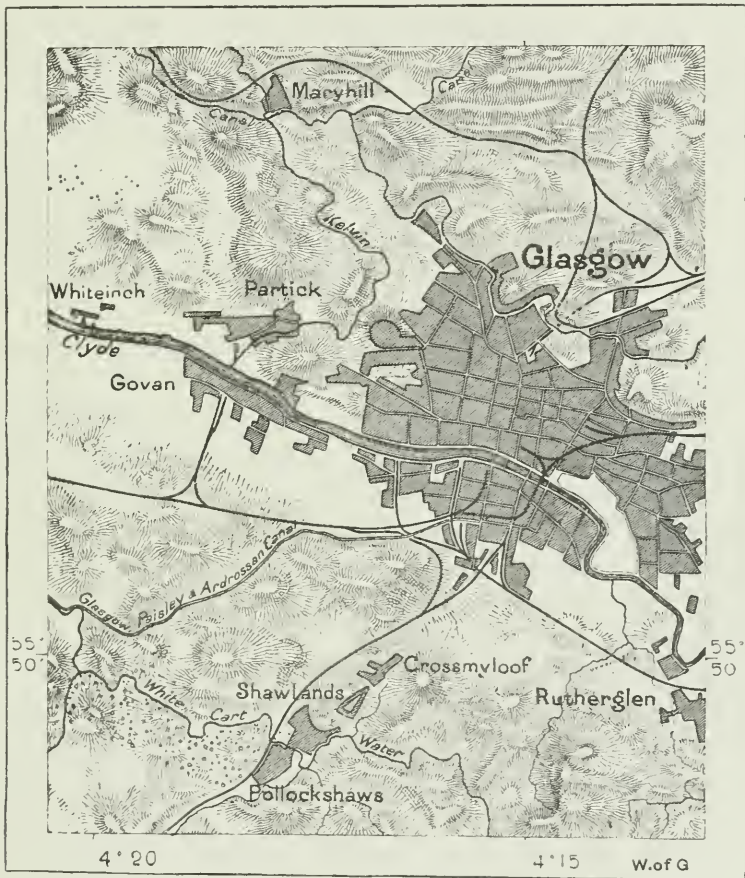 Maryhill
Canal
Canal
Kelvin
Glasgow
Whiteinch
Partick
Clyde
Govan
Glasgow Paisley & Ardrossan Canal
55°
50'
55°
50'
Crossmyloof
Shawlands
White Cart Water
Rutherglen
Pollockshaws
4°20
4°15
W.of G